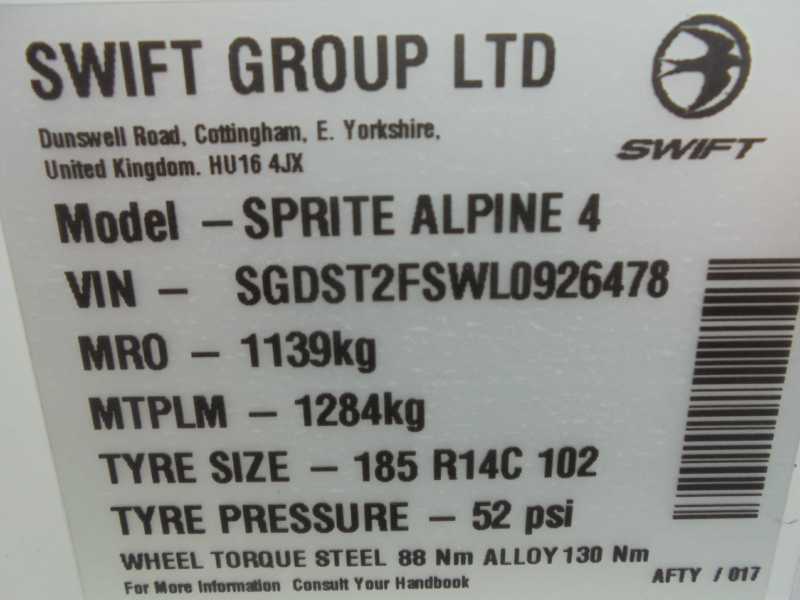 SWIFT GROUP LTD
SWIFT
Dunswell Road, Cottingham, E. Yorkshire,
United Kingdom. HU16 4JX
Model – SPRITE ALPINE 4
VIN – SGDST2FSWL0926478
MRO – 1139kg
MTPLM – 1284kg
TYRE SIZE – 185 R14C 102
TYRE PRESSURE – 52 psi
WHEEL TORQUE STEEL 88 Nm ALLOY 130 Nm
For More Information Consult Your Handbook
AFTY / 017